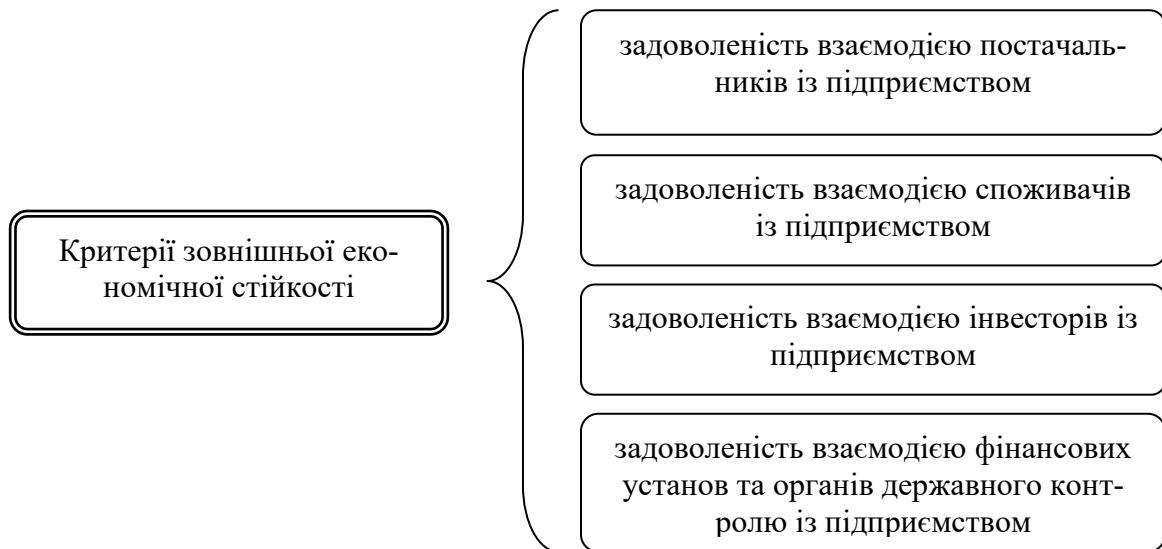 задоволеність взаємодією постачаль-
ників із підприємством
задоволеність взаємодією споживачів
із підприємством
Критерії зовнішньої еко-
номічної стійкості
задоволеність взаємодією інвесторів із
підприємством
задоволеність взаємодією фінансових
установ та органів державного конт-
ролю із підприємством